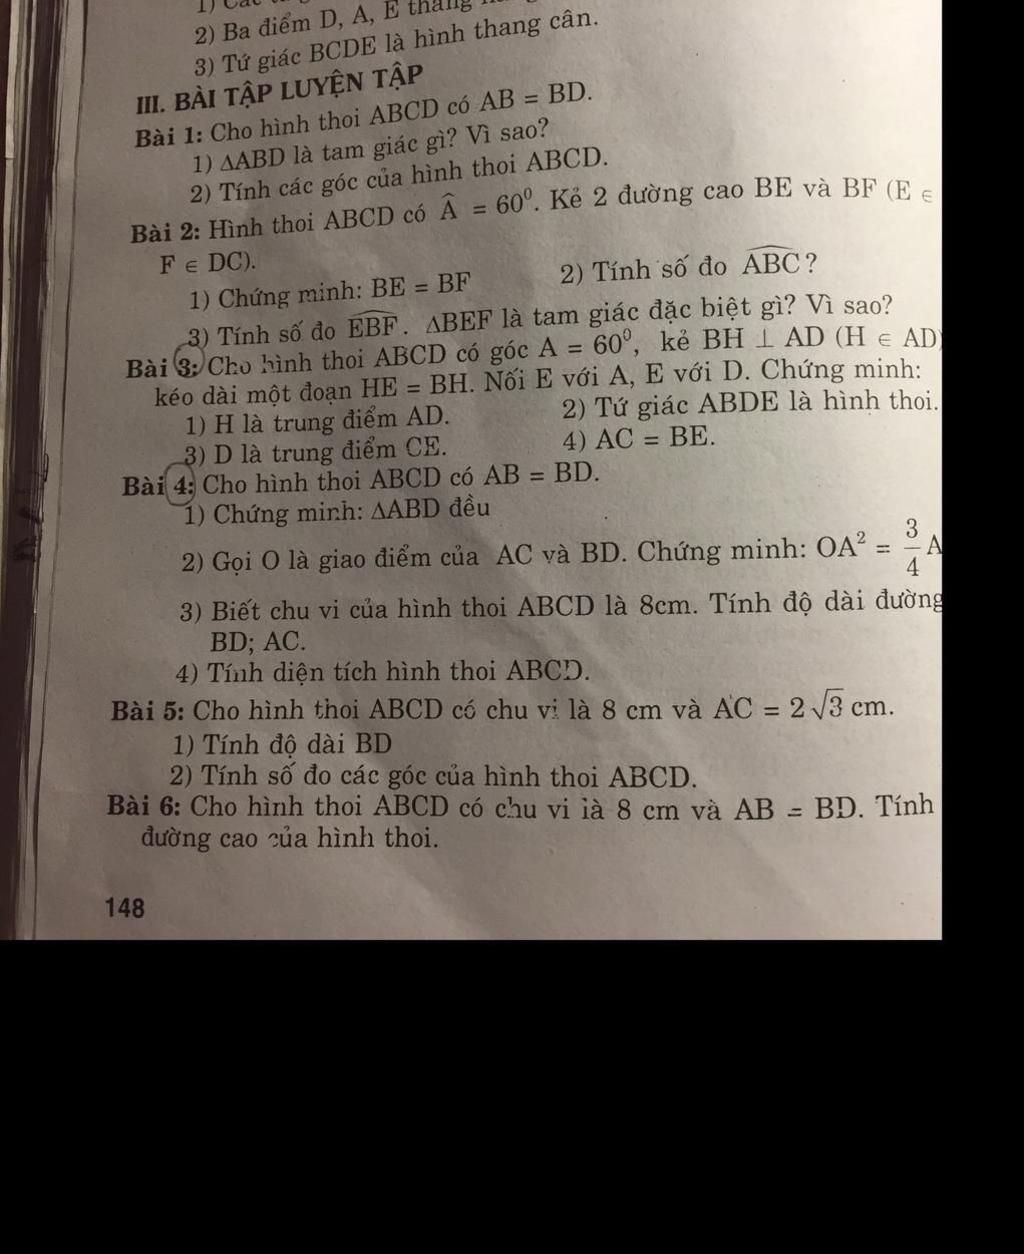 2) Ba điểm D, A, E thẳng
3) Tứ giác BCDE là hình thang cân.
III. BÀI TẬP LUYỆN TẬP
Bài 1: Cho hình thoi ABCD có AB = BD.
1) ΔABD là tam giác gì? Vì sao?
2) Tính các góc của hình thoi ABCD.
Bài 2: Hình thoi ABCD có Â = 60⁰. Kẻ 2 đường cao BE và BF (E ∈
F ∈ DC).
1) Chứng minh: BE = BF 2) Tính số đo \widehat{ABC}?
3) Tính số đo \widehat{EBF}. ΔBEF là tam giác đặc biệt gì? Vì sao?
Bài 3: Cho hình thoi ABCD có góc A = 60⁰, kẻ BH ⊥ AD (H ∈ AD)
kéo dài một đoạn HE = BH. Nối E với A, E với D. Chứng minh:
1) H là trung điểm AD. 2) Tứ giác ABDE là hình thoi.
3) D là trung điểm CE. 4) AC = BE.
Bài 4: Cho hình thoi ABCD có AB = BD.
1) Chứng minh: ΔABD đều
2) Gọi O là giao điểm của AC và BD. Chứng minh: OA² = \frac{3}{4} A
3) Biết chu vi của hình thoi ABCD là 8cm. Tính độ dài đường
BD; AC.
4) Tính diện tích hình thoi ABCD.
Bài 5: Cho hình thoi ABCD có chu vi là 8 cm và AC = 2√3 cm.
1) Tính độ dài BD
2) Tính số đo các góc của hình thoi ABCD.
Bài 6: Cho hình thoi ABCD có chu vi là 8 cm và AB = BD. Tính
đường cao của hình thoi.
148